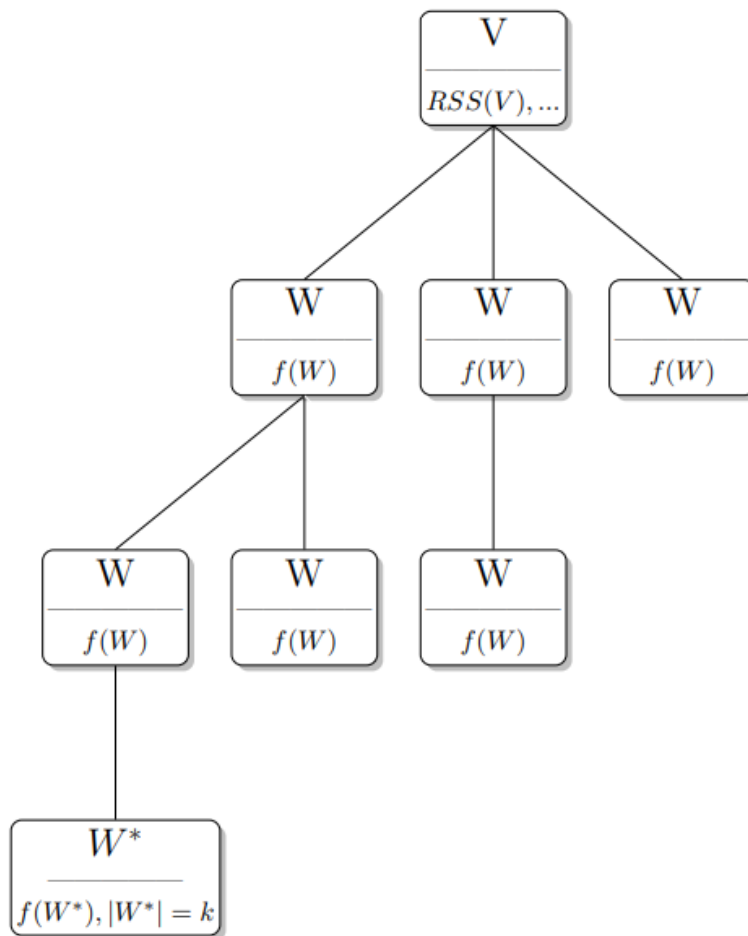 V
RSS(V), ...
W W W
f(W) f(W) f(W)
W W W
f(W) f(W) f(W)
W*
f(W*), |W*| = k